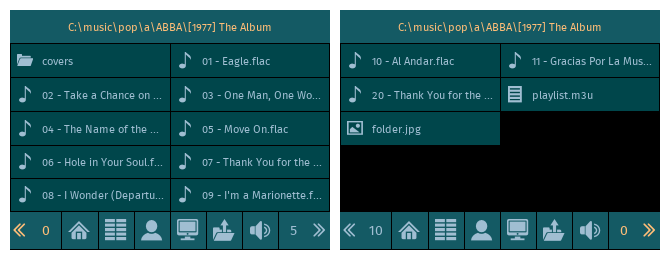 C:\music\pop\a\ABBA\[1977] The Album
covers
01 - Eagle.flac
02 - Take a Chance on ...
03 - One Man, One Wo...
04 - The Name of the ...
05 - Move On.flac
06 - Hole in Your Soul.f...
07 - Thank You for the ...
08 - I Wonder (Departu...
09 - I'm a Marionette.f...
0
5
C:\music\pop\a\ABBA\[1977] The Album
10 - Al Andar.flac
11 - Gracias Por La Mus...
20 - Thank You for the ...
playlist.m3u
folder.jpg
10
0